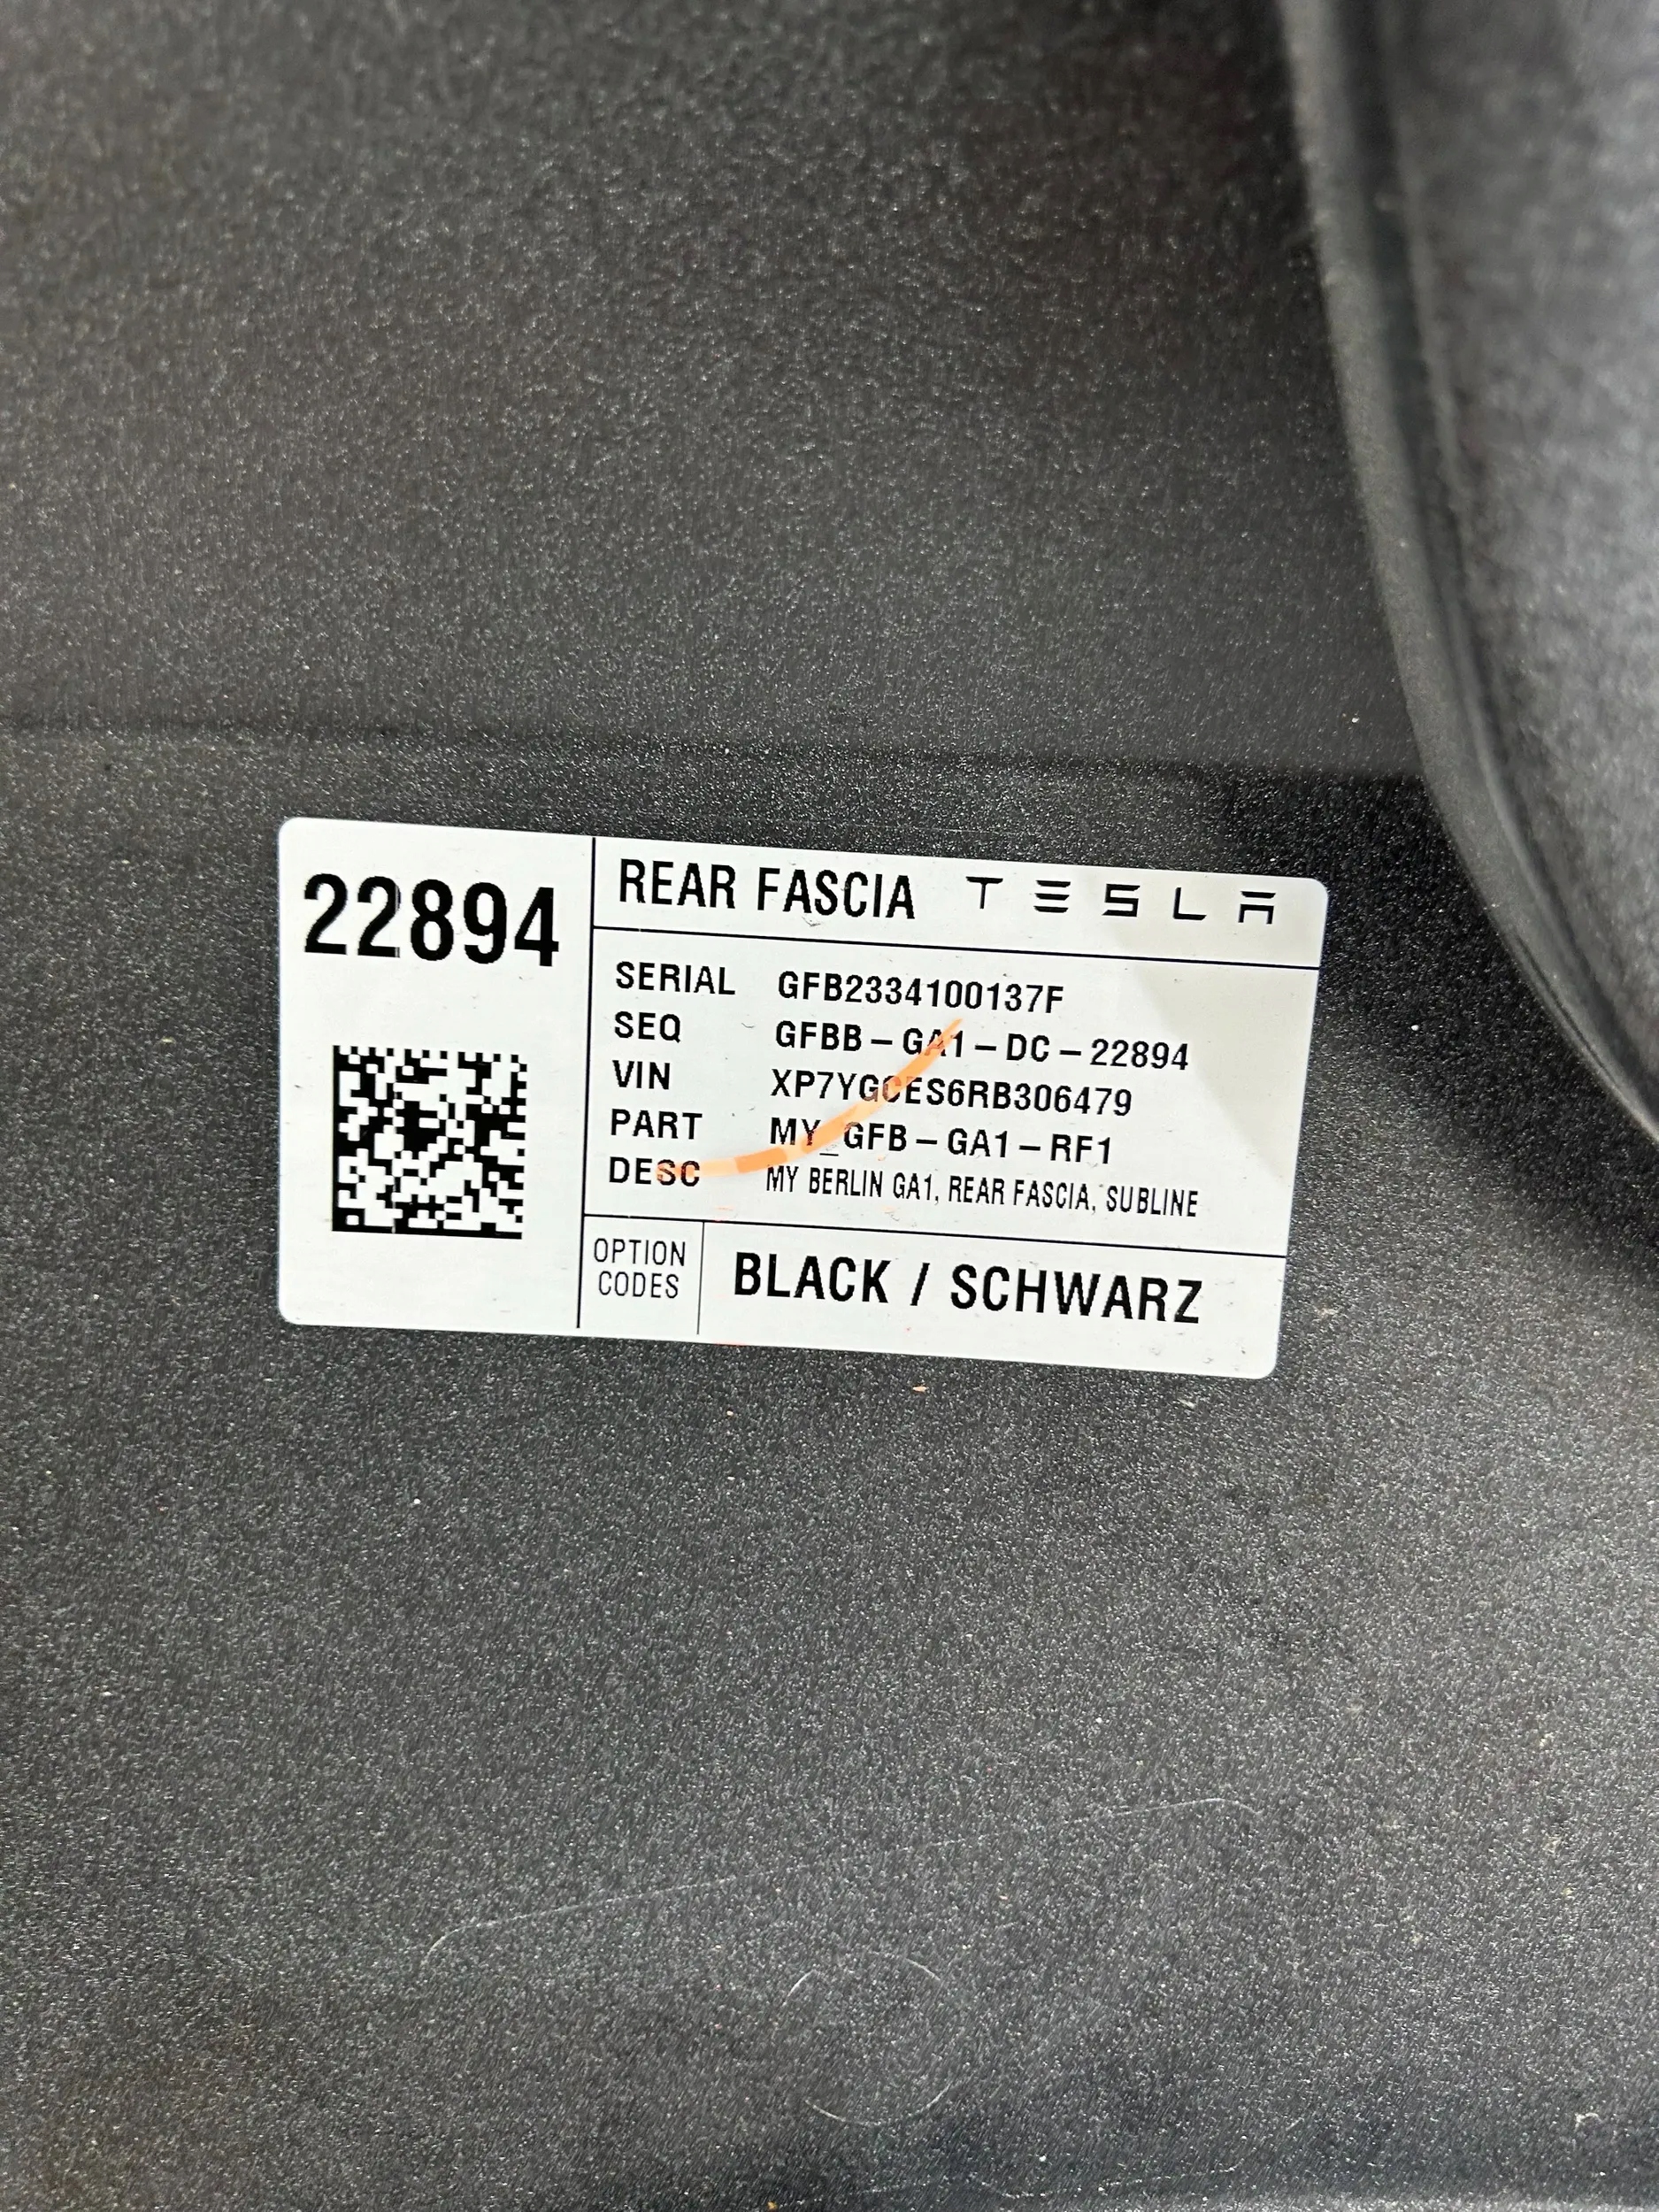 22894
REAR FASCIA TESLA
SERIAL GFB2334100137F
SEQ GFBB-GA1-DC-22894
VIN XP7YGCES6RB306479
PART MY_GFB-GA1-RF1
DESC MY BERLIN GA1, REAR FASCIA, SUBLINE
OPTION
CODES
BLACK / SCHWARZ